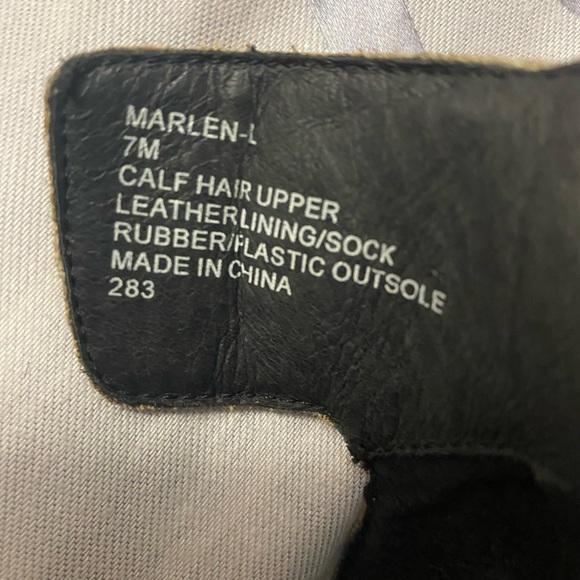 MARLEN-L
7M
CALF HAIR UPPER
LEATHER LINING/SOCK
RUBBER/PLASTIC OUTSOLE
MADE IN CHINA
283